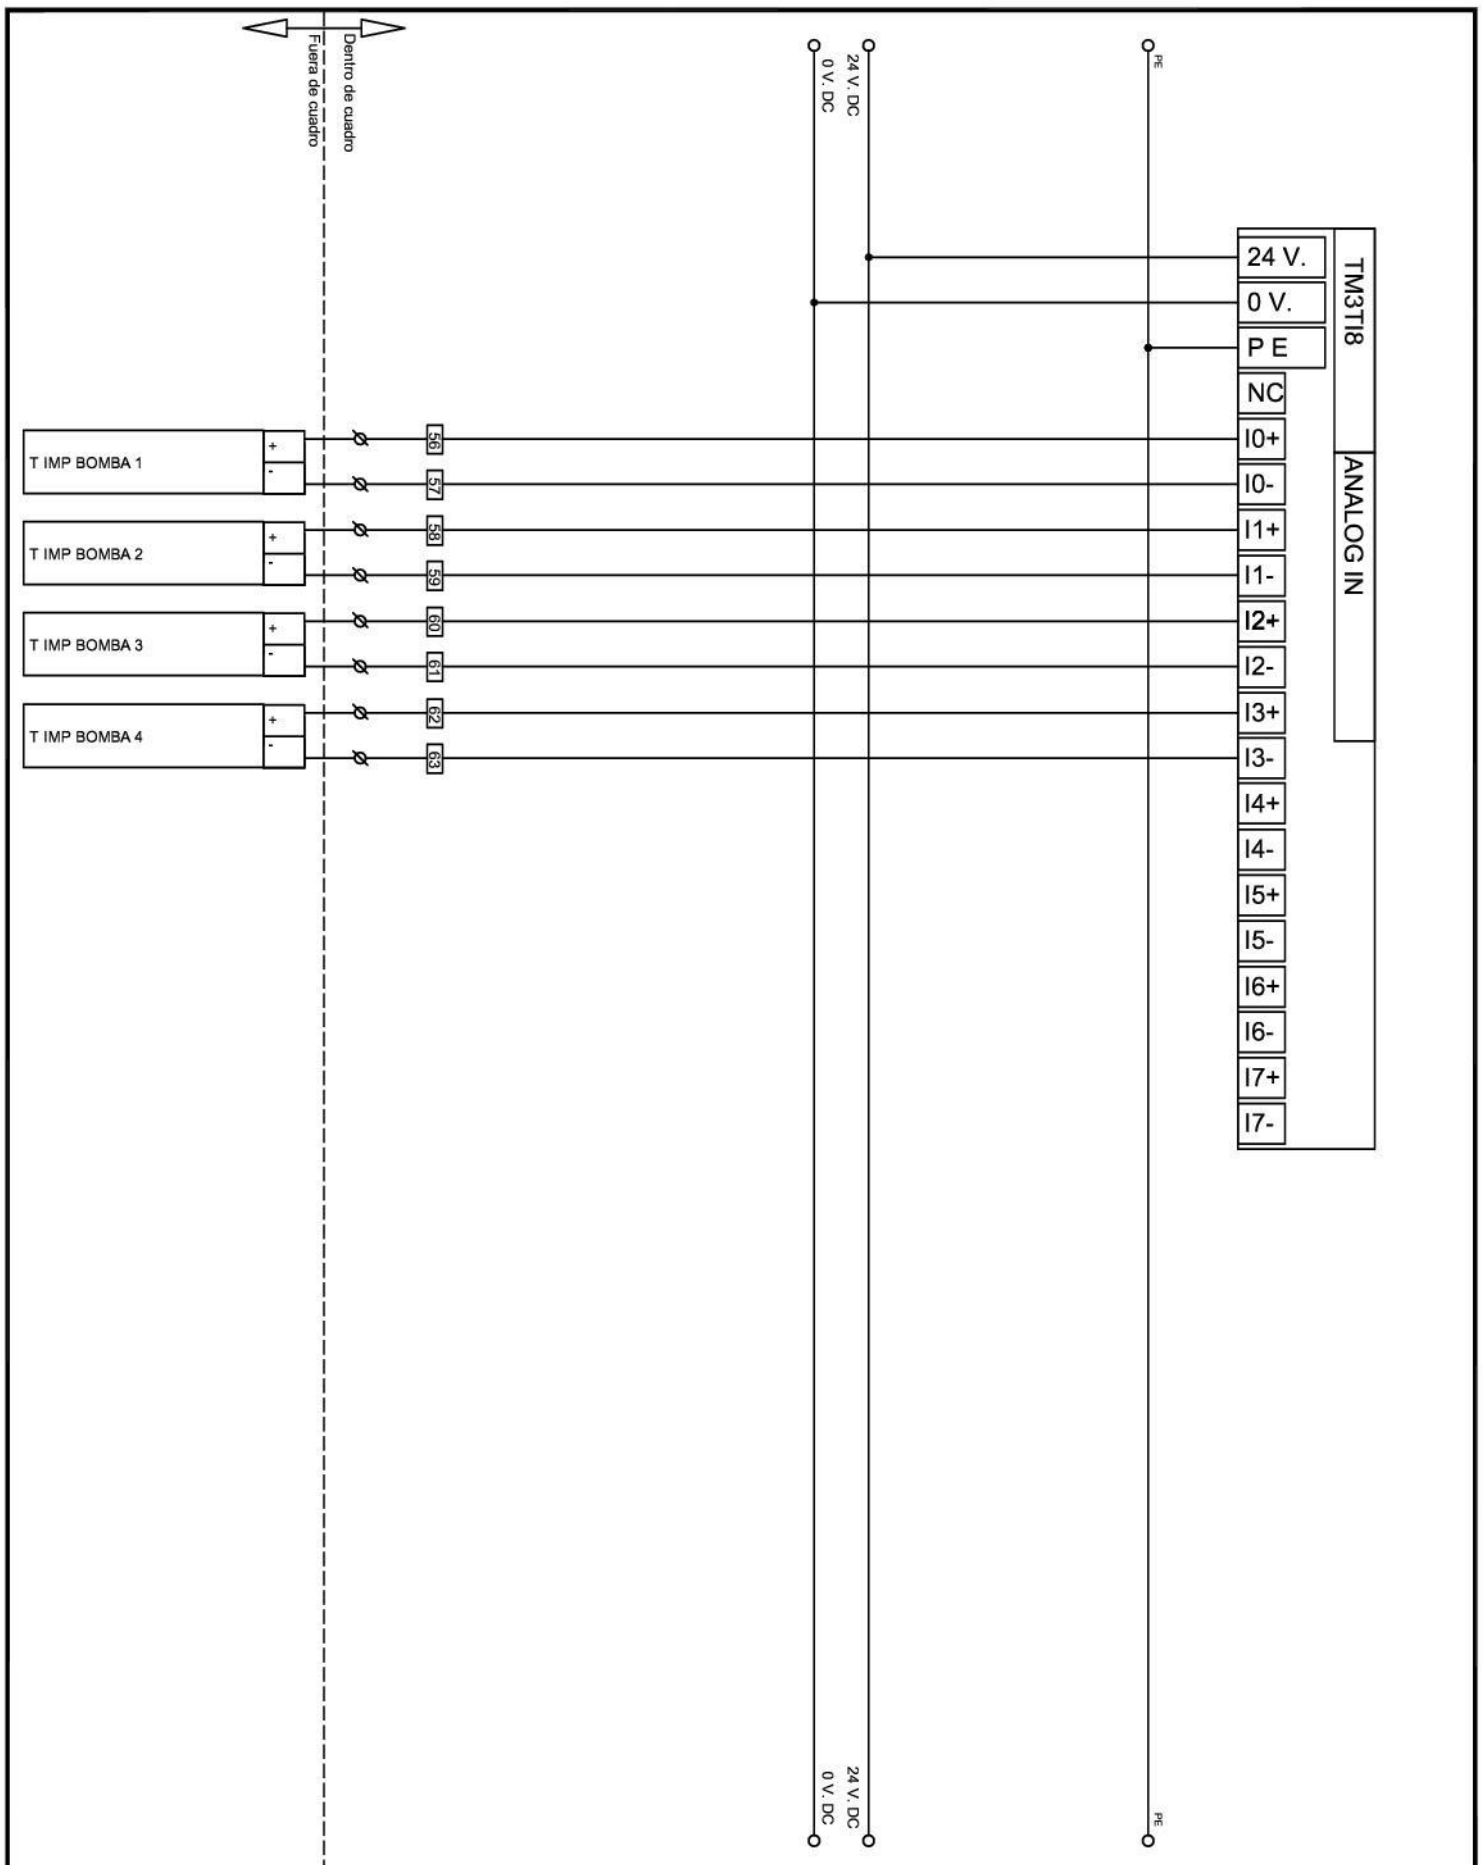 Dentro de cuadro
Fuera de cuadro
24 V. DC
0 V. DC
PE
TM3TI8
ANALOG IN
24 V.
0 V.
P E
NC
I0+
I0-
I1+
I1-
I2+
I2-
I3+
I3-
I4+
I4-
I5+
I5-
I6+
I6-
I7+
I7-
T IMP BOMBA 1
+
-
56
57
T IMP BOMBA 2
+
-
58
59
T IMP BOMBA 3
+
-
60
61
T IMP BOMBA 4
+
-
62
63
24 V. DC
0 V. DC
PE